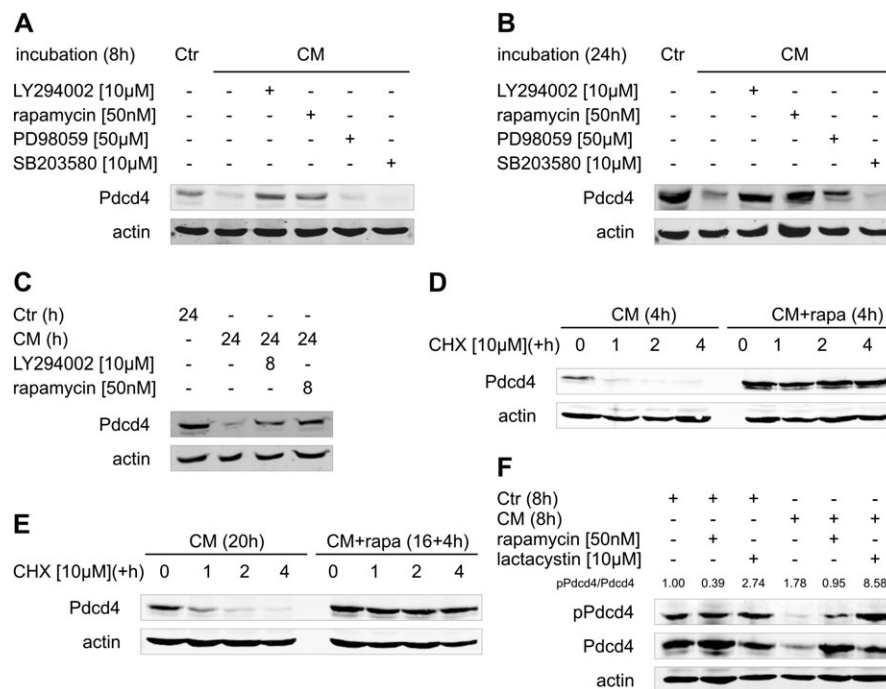 A
incubation (8h) Ctr CM
LY294002 [10µM] - - + - - -
rapamycin [50nM] - - - + - -
PD98059 [50µM] - - - - + -
SB203580 [10µM] - - - - - +
Pdcd4
actin
B
incubation (24h) Ctr CM
LY294002 [10µM] - - + - - -
rapamycin [50nM] - - - + - -
PD98059 [50µM] - - - - + -
SB203580 [10µM] - - - - - +
Pdcd4
actin
C
Ctr (h) 24 - - -
CM (h) - 24 24 24
LY294002 [10µM] - - 8 -
rapamycin [50nM] - - - 8
Pdcd4
actin
D
CM (4h) CM+rapa (4h)
CHX [10µM](+h) 0 1 2 4 0 1 2 4
Pdcd4
actin
E
CM (20h) CM+rapa (16+4h)
CHX [10µM](+h) 0 1 2 4 0 1 2 4
Pdcd4
actin
F
Ctr (8h) + + + - - -
CM (8h) - - - + + +
rapamycin [50nM] - + - - + -
lactacystin [10µM] - - + - - +
pPdcd4/Pdcd4 1.00 0.39 2.74 1.78 0.95 8.58
pPdcd4
Pdcd4
actin